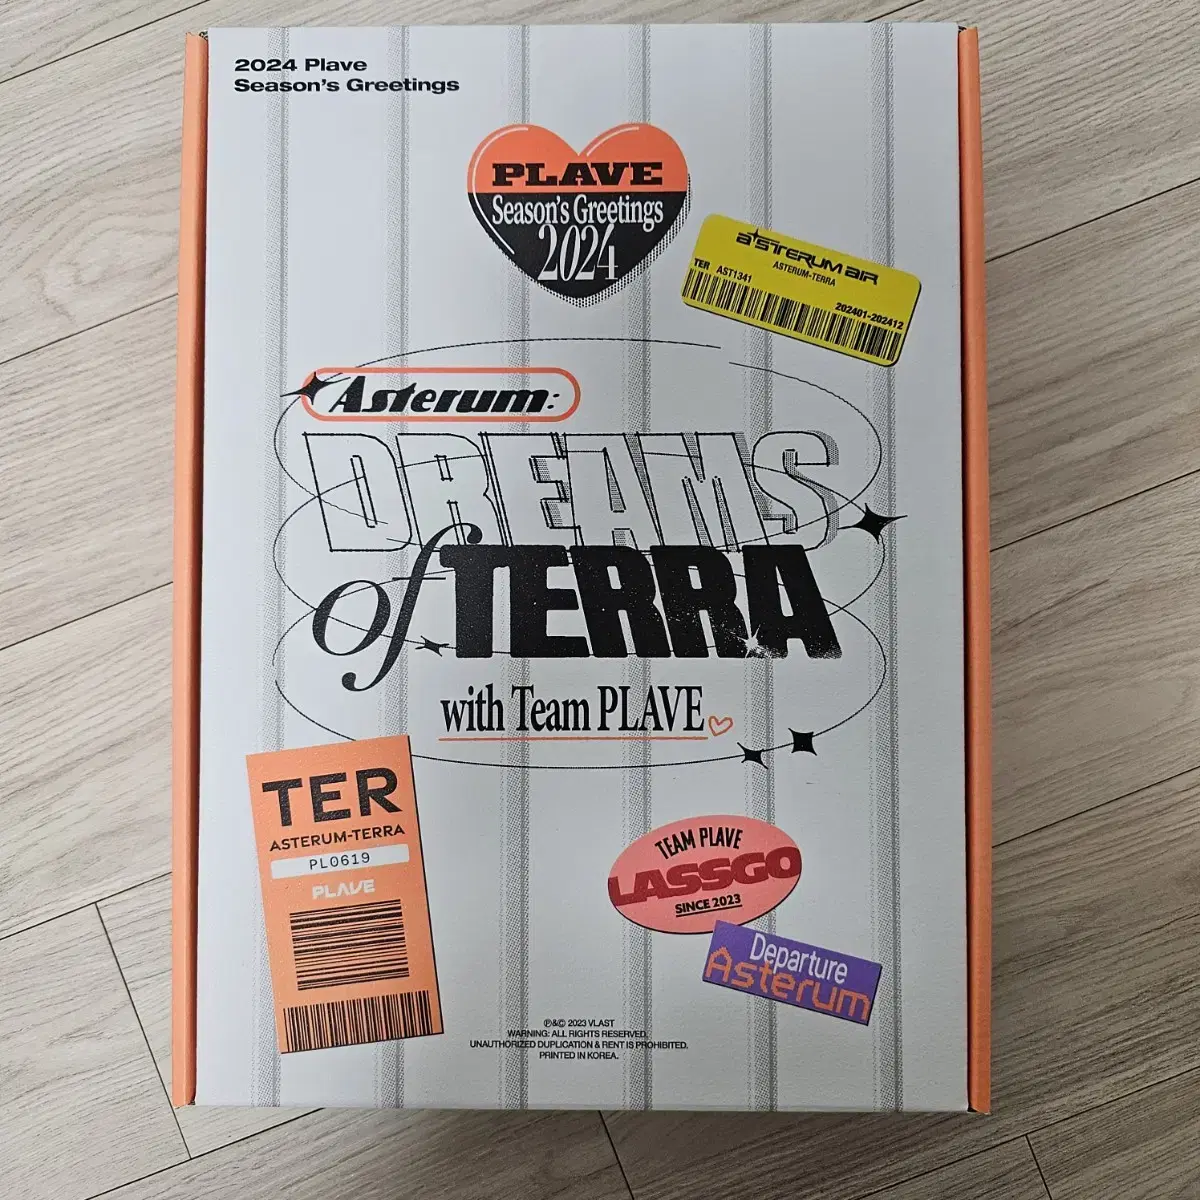 2024 Plave
Season's Greetings
PLAVE
Season's Greetings
2024
asterum air
ASTERUM-TERRA
TER AST1341
202401-202412
Asterum:
DREAMS
of TERRA
with Team PLAVE
TER
ASTERUM-TERRA
PL0619
PLAVE
TEAM PLAVE
LASSGO
SINCE 2023
Departure
Asterum
℗&© 2023 VLAST
WARNING: ALL RIGHTS RESERVED.
UNAUTHORIZED DUPLICATION & RENT IS PROHIBITED.
PRINTED IN KOREA.